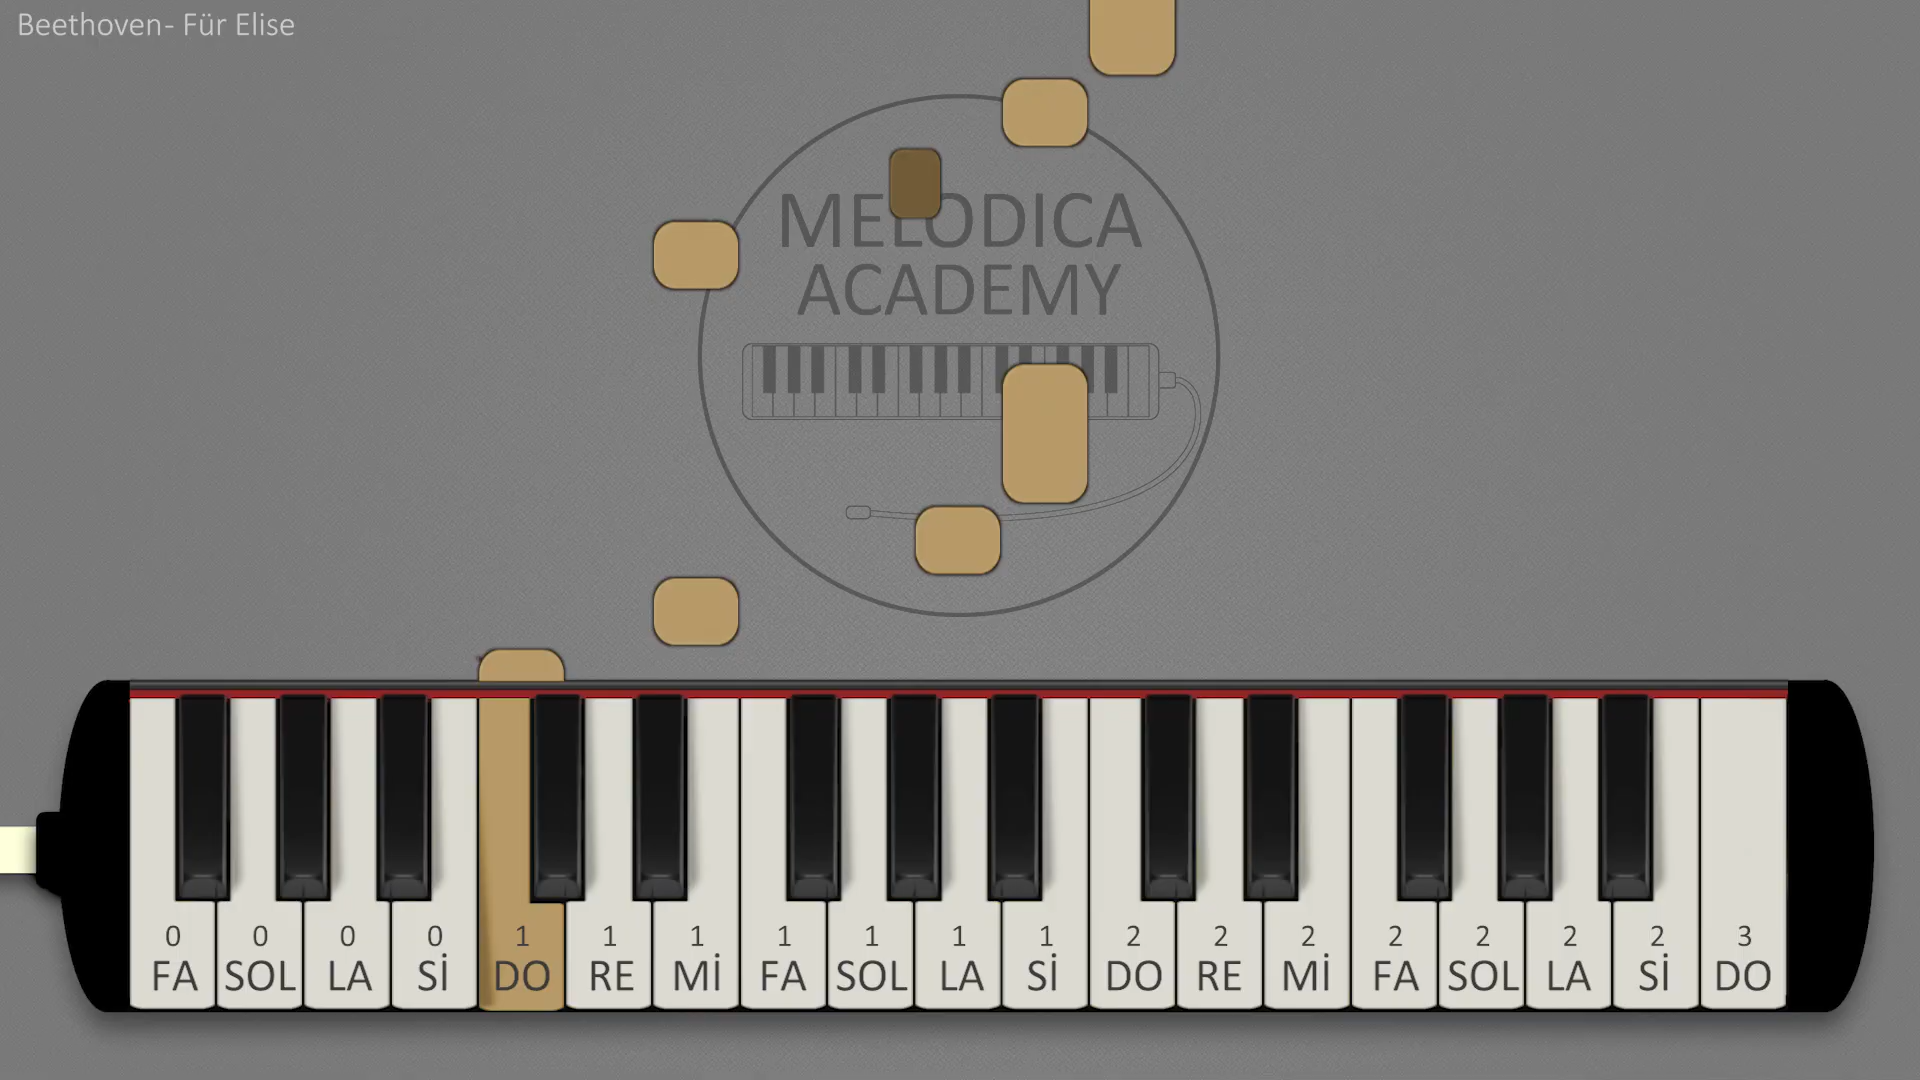 Beethoven- Für Elise
MELODICA
ACADEMY
0 0 0 0 1 1 1 1 1 1 1 2 2 2 2 2 2 2 3
FA SOL LA Sİ DO RE Mİ FA SOL LA Sİ DO RE Mİ FA SOL LA Sİ DO